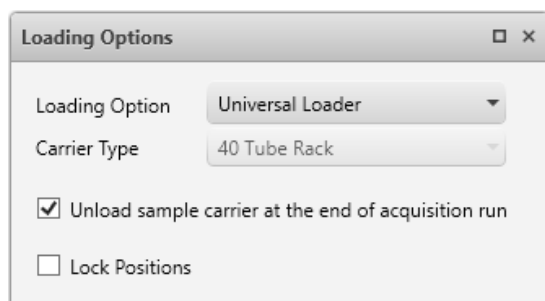 Loading Options
Loading Option Universal Loader
Carrier Type 40 Tube Rack
Unload sample carrier at the end of acquisition run
Lock Positions